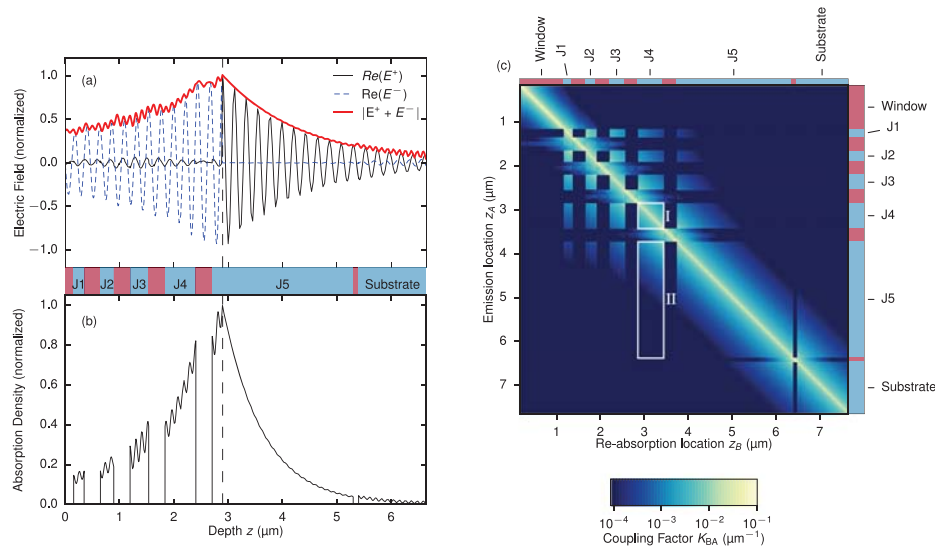 (a)
Re(E⁺)
Re(E⁻)
|E⁺ + E⁻|
Electric Field (normalized)
1.0
0.5
0.0
−0.5
−1.0
J1 J2 J3 J4 J5 Substrate
(b)
Absorption Density (normalized)
1.0
0.8
0.6
0.4
0.2
0.0
0 1 2 3 4 5 6
Depth z (μm)
(c)
Window J1 J2 J3 J4 J5 Substrate
Emission location z_A (μm)
1
2
3
4
5
6
7
I
II
Window
J1
J2
J3
J4
J5
Substrate
1 2 3 4 5 6 7
Re-absorption location z_B (μm)
10⁻⁴ 10⁻³ 10⁻² 10⁻¹
Coupling Factor K_BA (μm⁻¹)